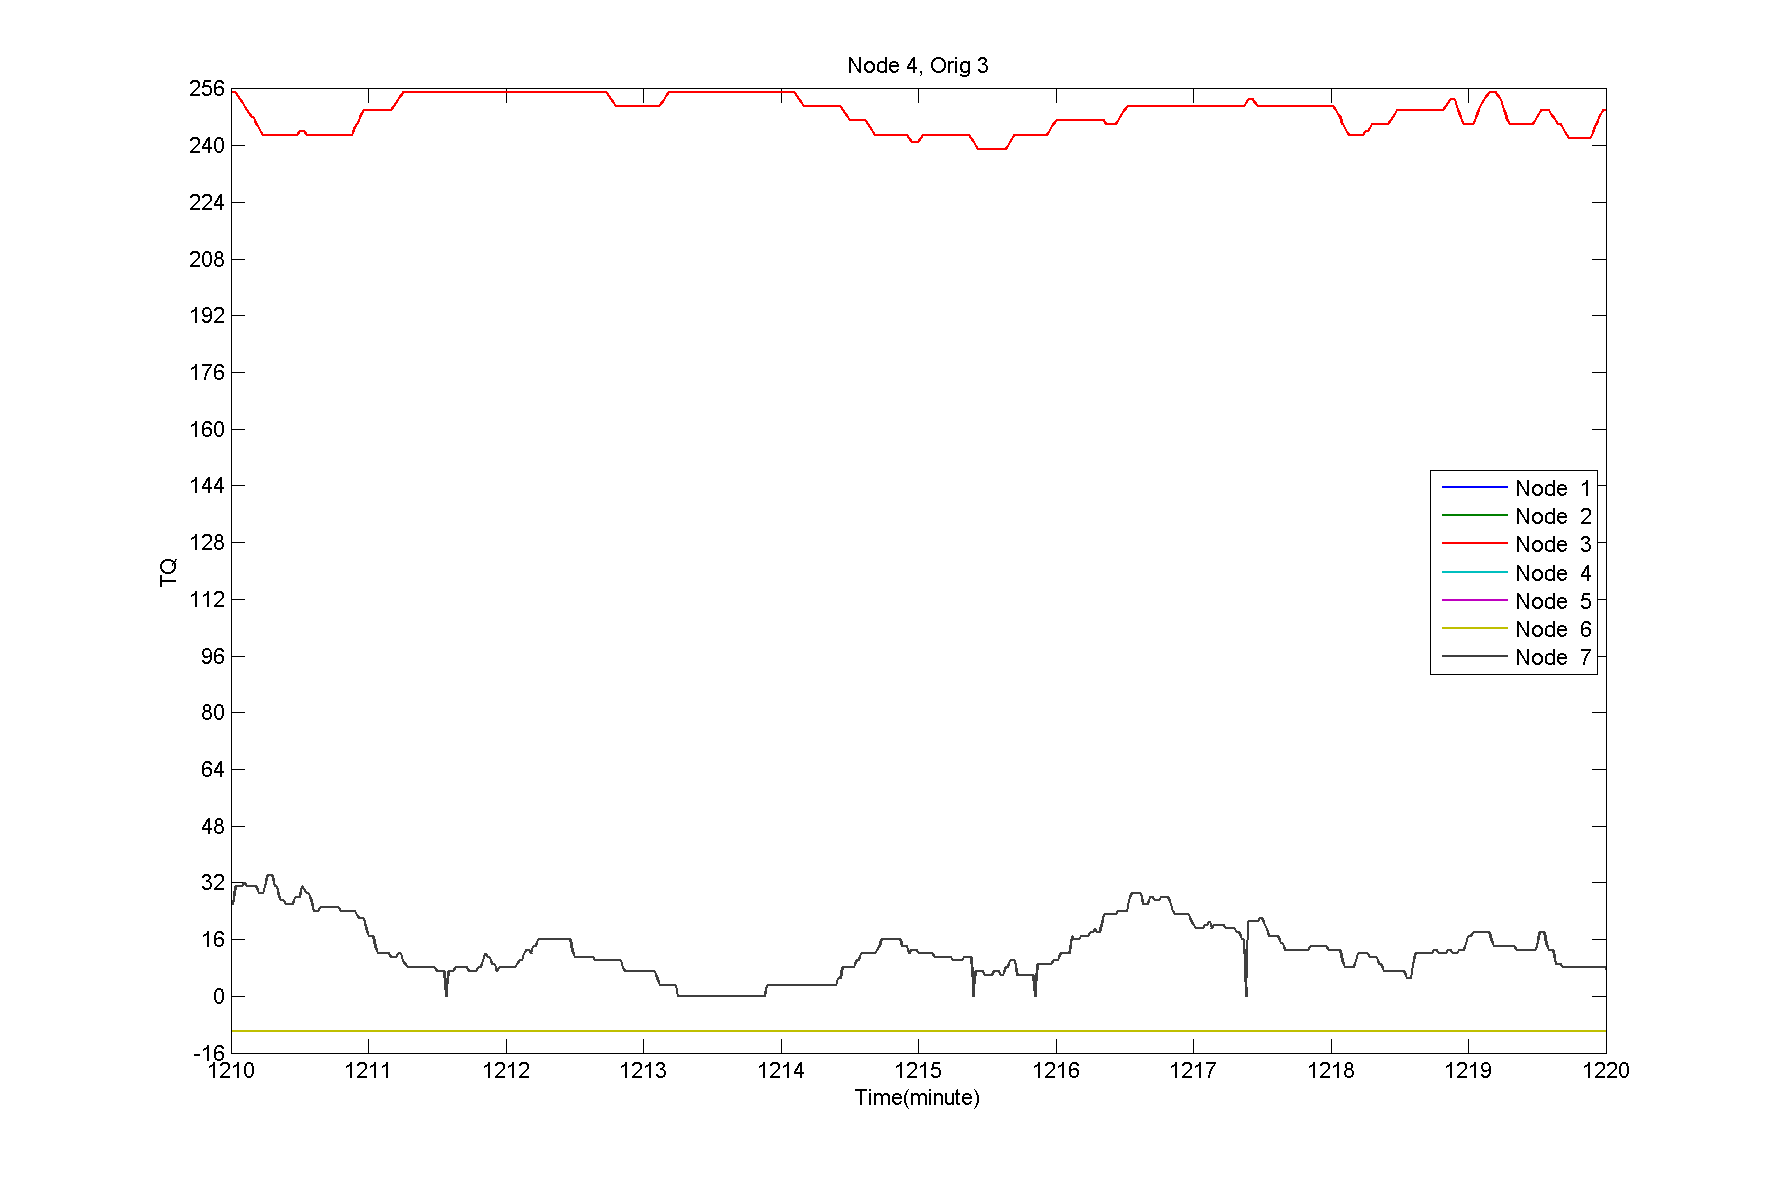 Node 4, Orig 3
256
240
224
208
192
176
160
144
128
112
96
80
64
48
32
16
0
-16
TQ
Node 1
Node 2
Node 3
Node 4
Node 5
Node 6
Node 7
1210 1211 1212 1213 1214 1215 1216 1217 1218 1219 1220
Time(minute)